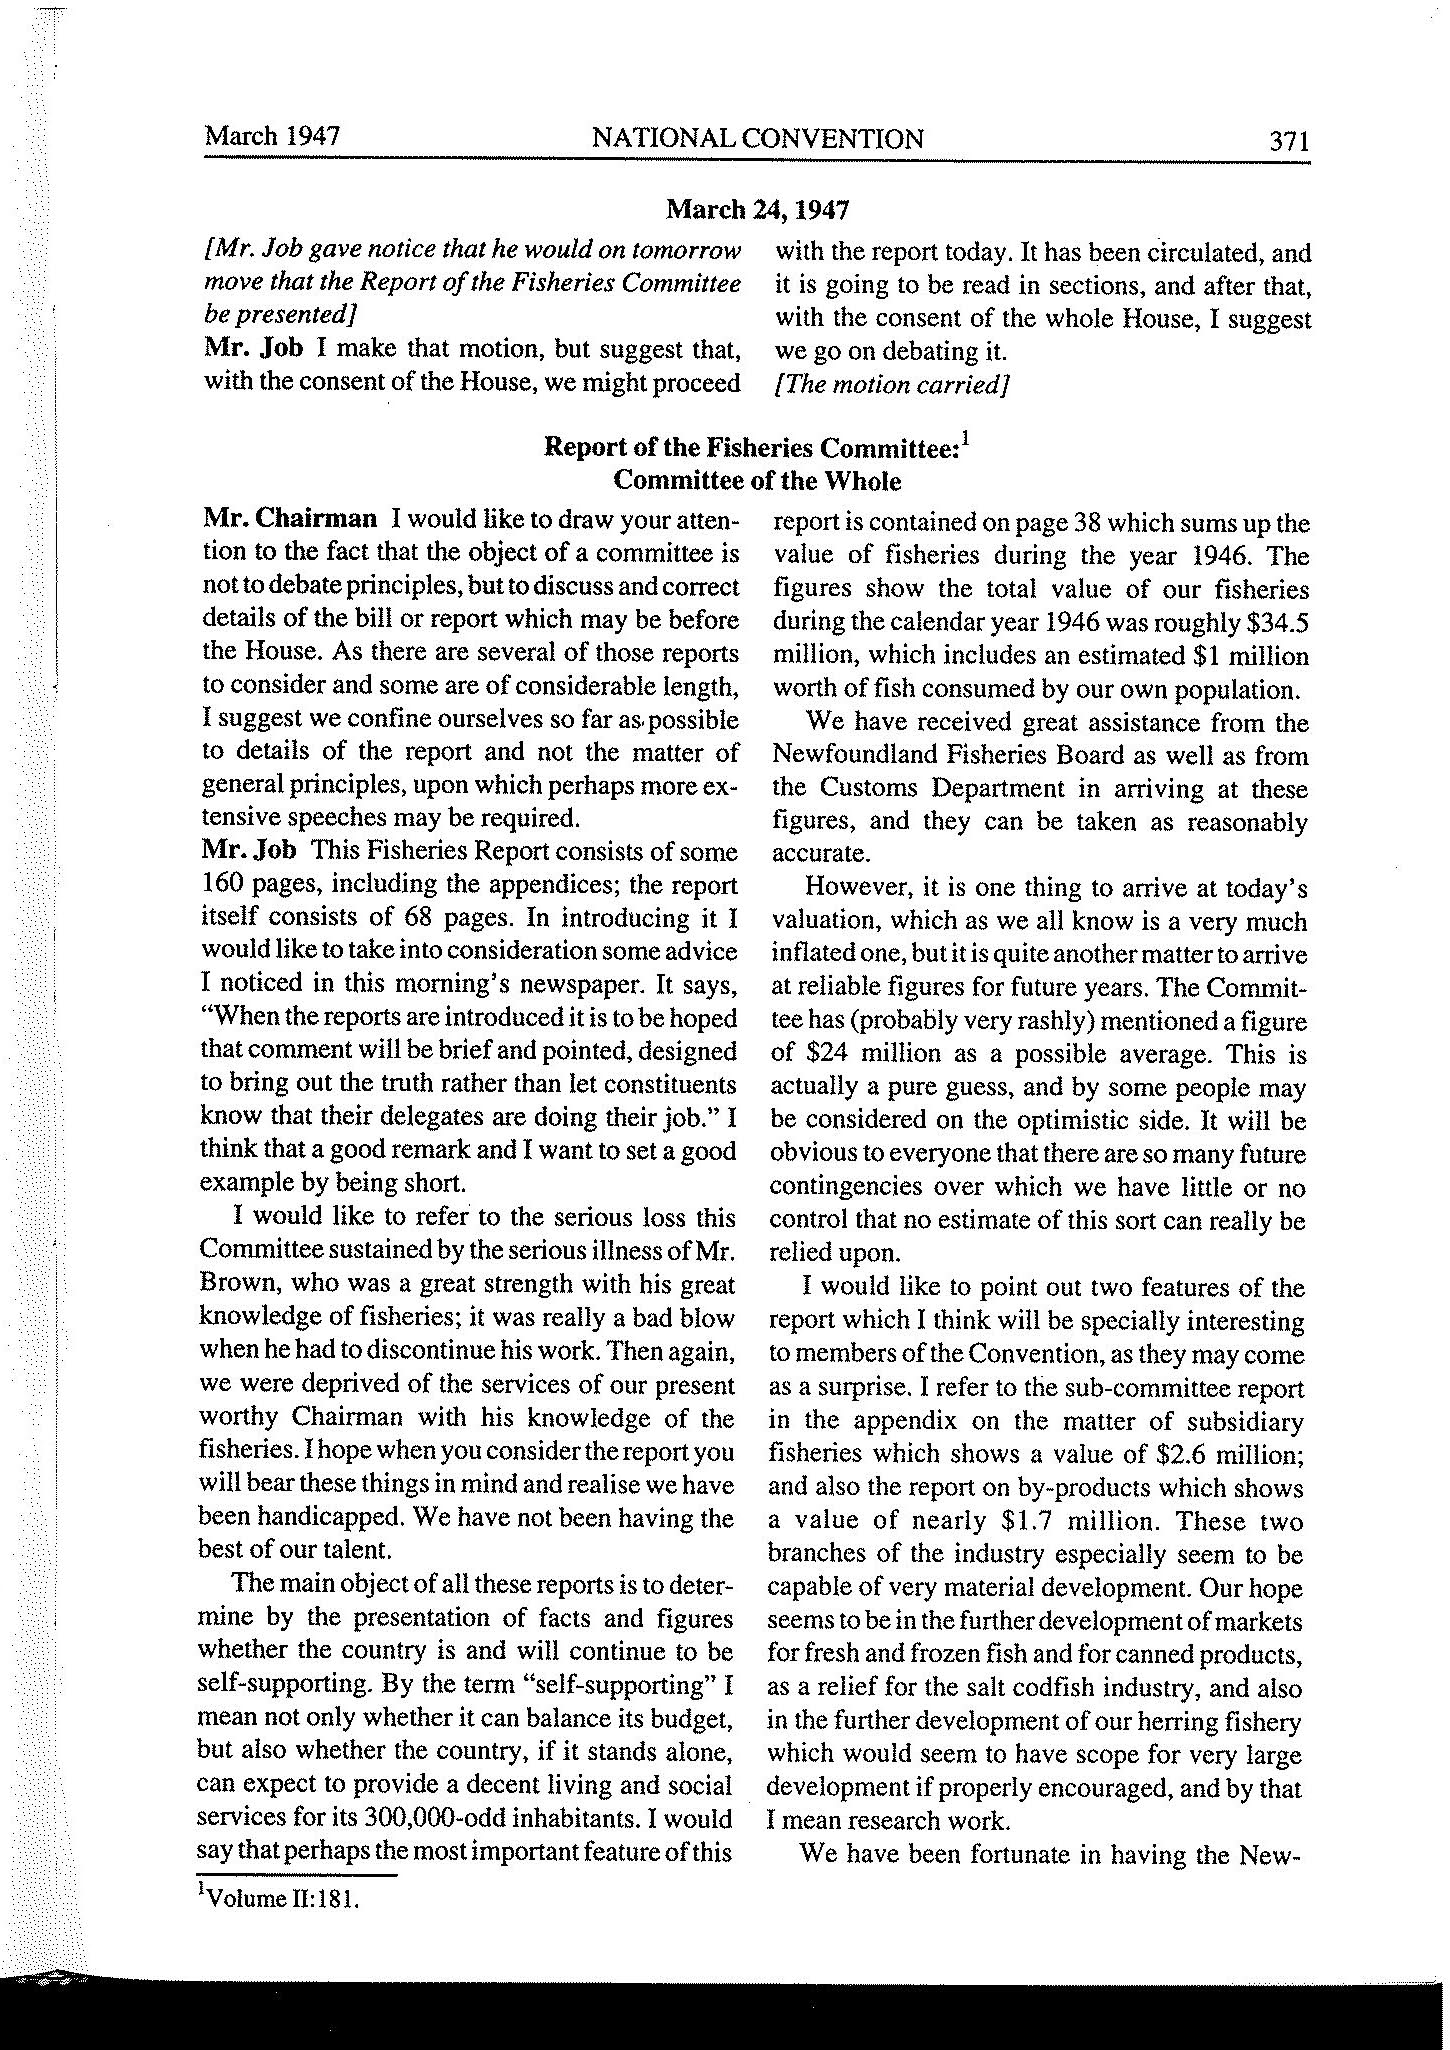 March 1947 NATIONAL CONVENTION 371
March 24, 1947
[Mr. Job gave notice that he would on tomorrow
move that the Report of the Fisheries Committee
be presented]
Mr. Job I make that motion, but suggest that,
with the consent of the House, we might proceed
with the report today. It has been circulated, and
it is going to be read in sections, and after that,
with the consent of the whole House, I suggest
we go on debating it.
[The motion carried]
Report of the Fisheries Committee:1
Committee of the Whole
Mr. Chairman I would like to draw your atten-
tion to the fact that the object of a committee is
not to debate principles, but to discuss and correct
details of the bill or report which may be before
the House. As there are several of those reports
to consider and some are of considerable length,
I suggest we confine ourselves so far as possible
to details of the report and not the matter of
general principles, upon which perhaps more ex-
tensive speeches may be required.
Mr. Job This Fisheries Report consists of some
160 pages, including the appendices; the report
itself consists of 68 pages. In introducing it I
would like to take into consideration some advice
I noticed in this morning's newspaper. It says,
"When the reports are introduced it is to be hoped
that comment will be brief and pointed, designed
to bring out the truth rather than let constituents
know that their delegates are doing their job." I
think that a good remark and I want to set a good
example by being short.
I would like to refer to the serious loss this
Committee sustained by the serious illness of Mr.
Brown, who was a great strength with his great
knowledge of fisheries; it was really a bad blow
when he had to discontinue his work. Then again,
we were deprived of the services of our present
worthy Chairman with his knowledge of the
fisheries. I hope when you consider the report you
will bear these things in mind and realise we have
been handicapped. We have not been having the
best of our talent.
The main object of all these reports is to deter-
mine by the presentation of facts and figures
whether the country is and will continue to be
self-supporting. By the term "self-supporting" I
mean not only whether it can balance its budget,
but also whether the country, if it stands alone,
can expect to provide a decent living and social
services for its 300,000-odd inhabitants. I would
say that perhaps the most important feature of this
report is contained on page 38 which sums up the
value of fisheries during the year 1946. The
figures show the total value of our fisheries
during the calendar year 1946 was roughly $34.5
million, which includes an estimated $1 million
worth of fish consumed by our own population.
We have received great assistance from the
Newfoundland Fisheries Board as well as from
the Customs Department in arriving at these
figures, and they can be taken as reasonably
accurate.
However, it is one thing to arrive at today's
valuation, which as we all know is a very much
inflated one, but it is quite another matter to arrive
at reliable figures for future years. The Commit-
tee has (probably very rashly) mentioned a figure
of $24 million as a possible average. This is
actually a pure guess, and by some people may
be considered on the optimistic side. It will be
obvious to everyone that there are so many future
contingencies over which we have little or no
control that no estimate of this sort can really be
relied upon.
I would like to point out two features of the
report which I think will be specially interesting
to members of the Convention, as they may come
as a surprise. I refer to the sub-committee report
in the appendix on the matter of subsidiary
fisheries which shows a value of $2.6 million;
and also the report on by-products which shows
a value of nearly $1.7 million. These two
branches of the industry especially seem to be
capable of very material development. Our hope
seems to be in the further development of markets
for fresh and frozen fish and for canned products,
as a relief for the salt codfish industry, and also
in the further development of our herring fishery
which would seem to have scope for very large
development if properly encouraged, and by that
I mean research work.
We have been fortunate in having the New-
1Volume II:181.